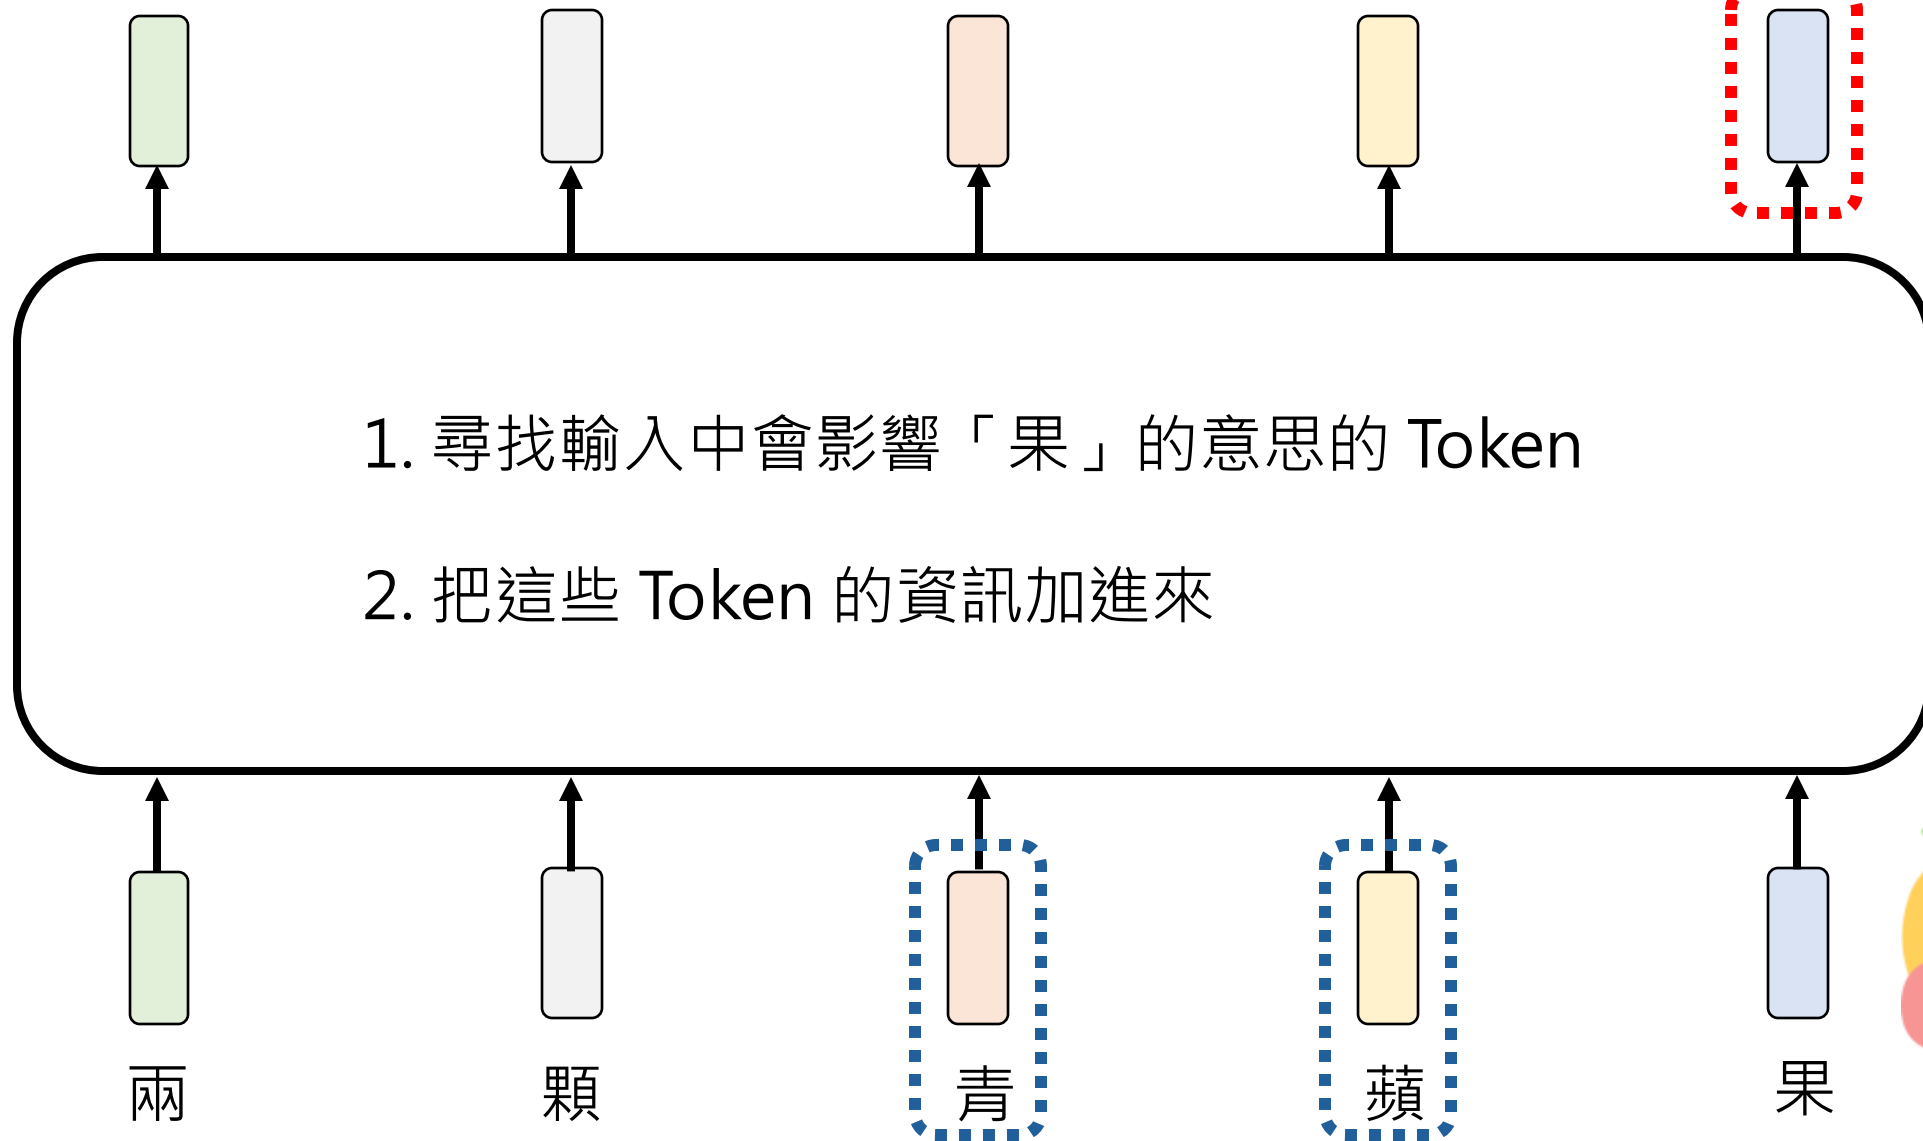 1. 尋找輸入中會影響「果」的意思的 Token
2. 把這些 Token 的資訊加進來
兩 顆 青 蘋 果